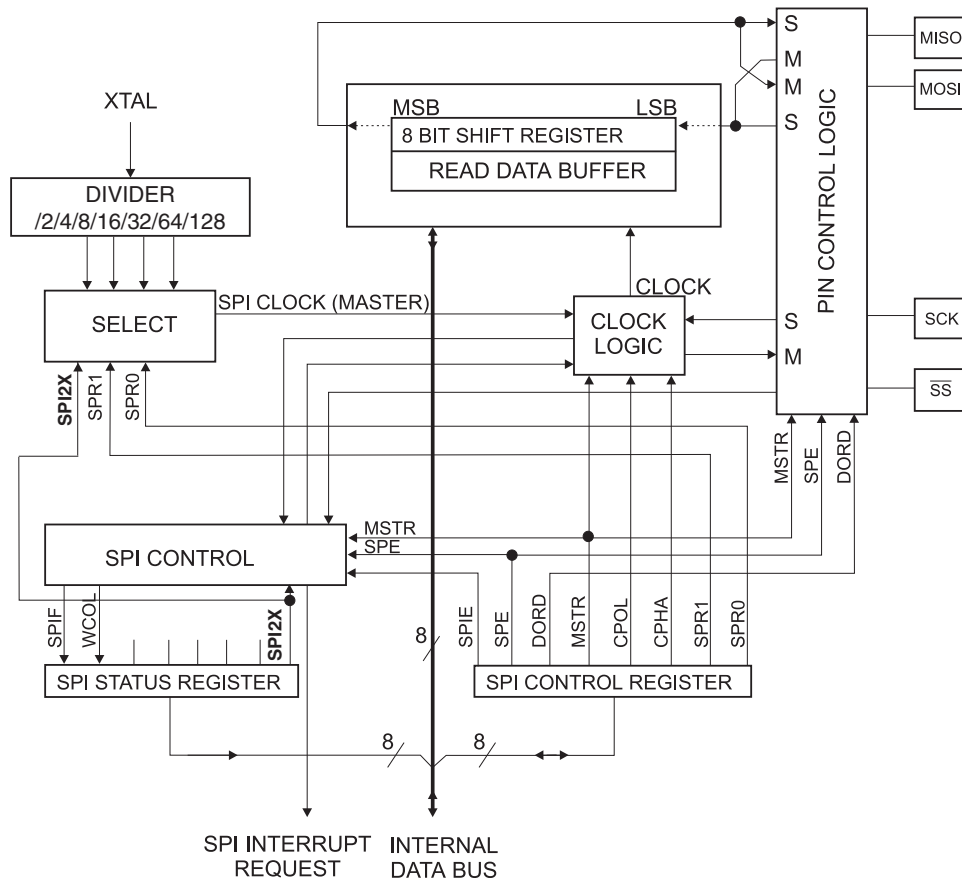 S
MISO
M
M
MOSI
XTAL
MSB
LSB
S
8 BIT SHIFT REGISTER
READ DATA BUFFER
DIVIDER
/2/4/8/16/32/64/128
PIN CONTROL LOGIC
SPI CLOCK (MASTER)
CLOCK
SELECT
CLOCK
LOGIC
S
SCK
M
SS
SPI2X
SPR1
SPR0
MSTR
SPE
DORD
MSTR
SPE
SPI CONTROL
SPIF
WCOL
SPI2X
SPIE
SPE
DORD
MSTR
CPOL
CPHA
SPR1
SPR0
8
SPI STATUS REGISTER
SPI CONTROL REGISTER
8
8
SPI INTERRUPT
REQUEST
INTERNAL
DATA BUS